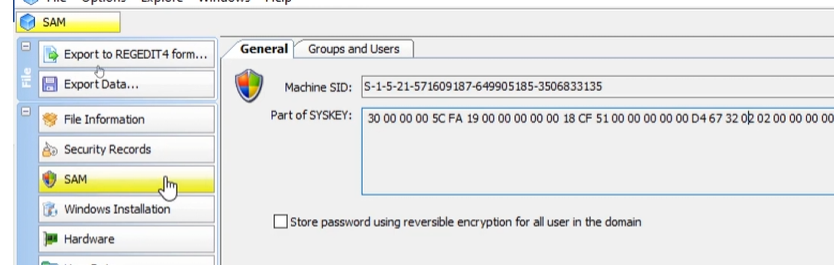 File Options Explore Windows Help
SAM
Export to REGEDIT4 form...
Export Data...
File
File Information
Security Records
SAM
Windows Installation
Hardware
General
Groups and Users
Machine SID: S-1-5-21-571609187-649905185-3506833135
Part of SYSKEY: 30 00 00 00 5C FA 19 00 00 00 00 00 18 CF 51 00 00 00 00 00 D4 67 32 02 02 00 00 00 00
Store password using reversible encryption for all user in the domain